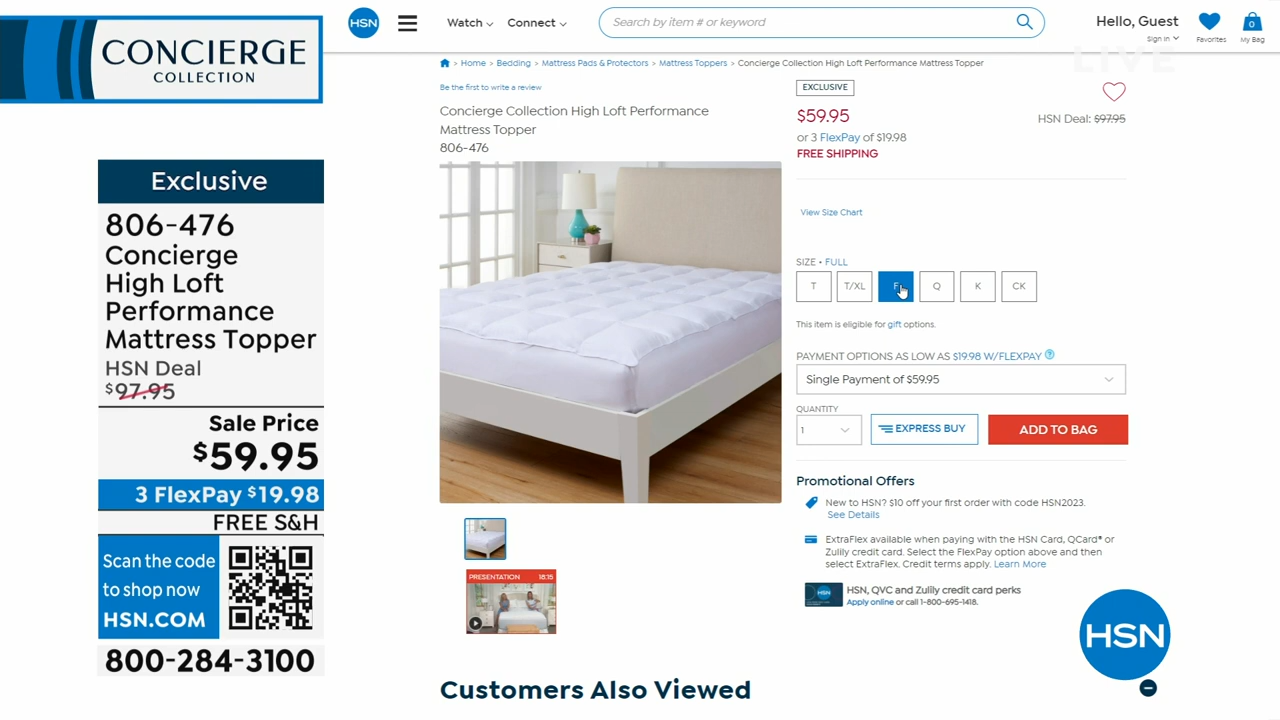 CONCIERGE
COLLECTION
Exclusive
806-476
Concierge
High Loft
Performance
Mattress Topper
HSN Deal
$97.95
Sale Price
$59.95
3 FlexPay $19.98
FREE S&H
Scan the code
to shop now
HSN.COM
800-284-3100
HSN
Watch
Connect
Search by item # or keyword
Hello, Guest
Sign In
Favorites
0
My Bag
LIVE
> Home > Bedding > Mattress Pads & Protectors > Mattress Toppers > Concierge Collection High Loft Performance Mattress Topper
Be the first to write a review
Concierge Collection High Loft Performance
Mattress Topper
806-476
PRESENTATION 18:15
EXCLUSIVE
$59.95
HSN Deal: $97.95
or 3 FlexPay of $19.98
FREE SHIPPING
View Size Chart
SIZE • FULL
T T/XL F Q K CK
This item is eligible for gift options.
PAYMENT OPTIONS AS LOW AS $19.98 W/FLEXPAY ?
Single Payment of $59.95
QUANTITY
1
EXPRESS BUY
ADD TO BAG
Promotional Offers
New to HSN? $10 off your first order with code HSN2023.
See Details
ExtraFlex available when paying with the HSN Card, QCard® or
Zulily credit card. Select the FlexPay option above and then
select ExtraFlex. Credit terms apply. Learn More
HSN
HSN, QVC and Zulily credit card perks
Apply online or call 1-800-695-1418.
HSN
Customers Also Viewed